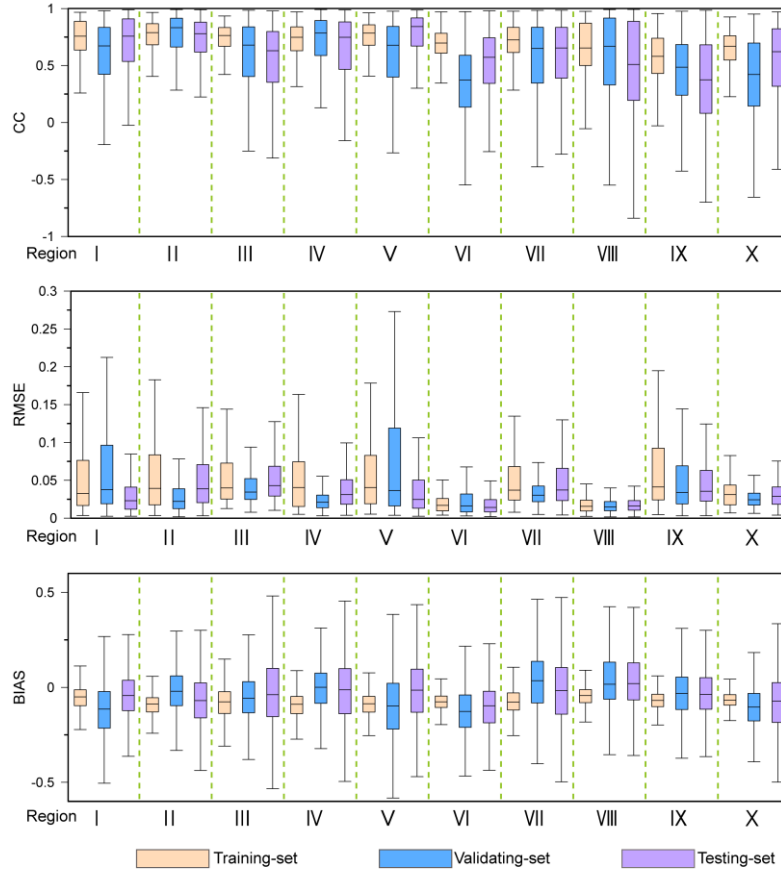 1
0.5
0
-0.5
-1
CC
Region I II III IV V VI VII VIII IX X
0.3
0.25
0.2
0.15
0.1
0.05
0
RMSE
Region I II III IV V VI VII VIII IX X
0.5
0
-0.5
BIAS
Region I II III IV V VI VII VIII IX X
Training-set Validating-set Testing-set